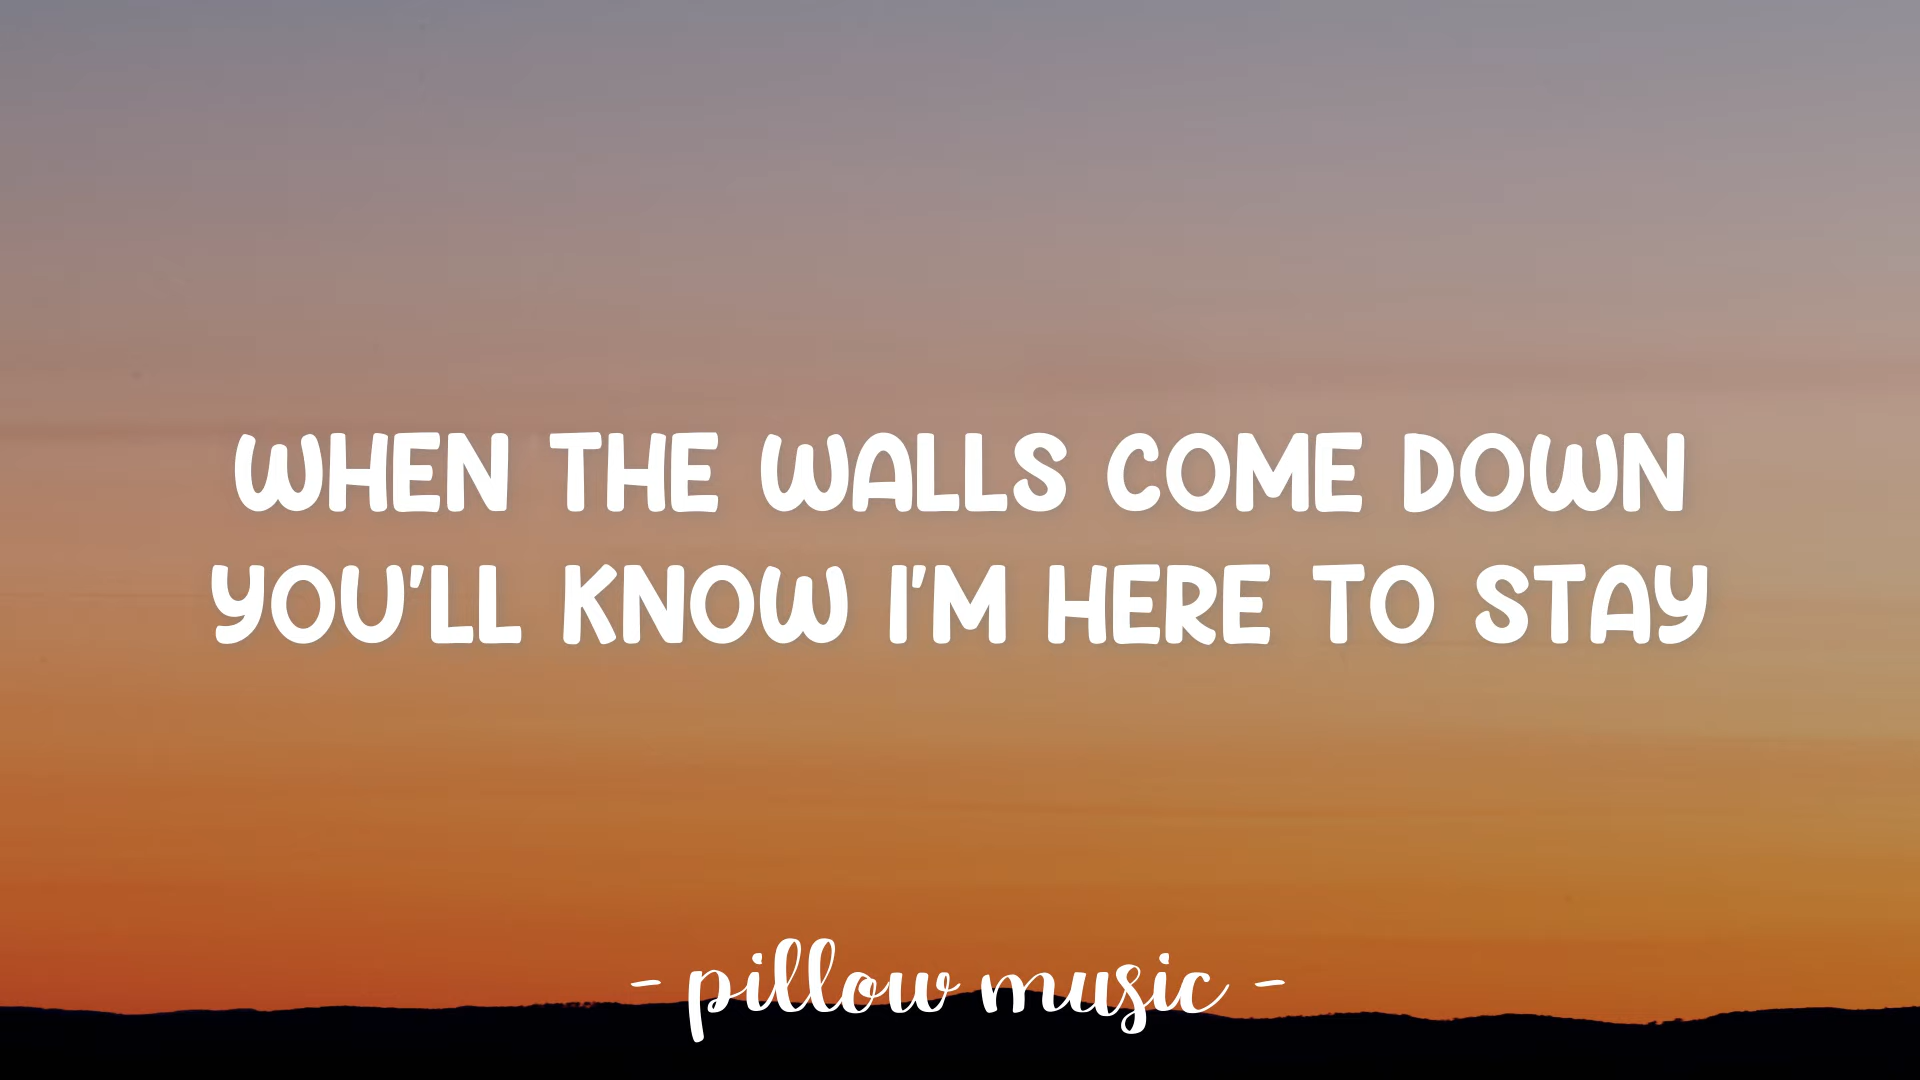 WHEN THE WALLS COME DOWN
YOU'LL KNOW I'M HERE TO STAY
- pillow music -